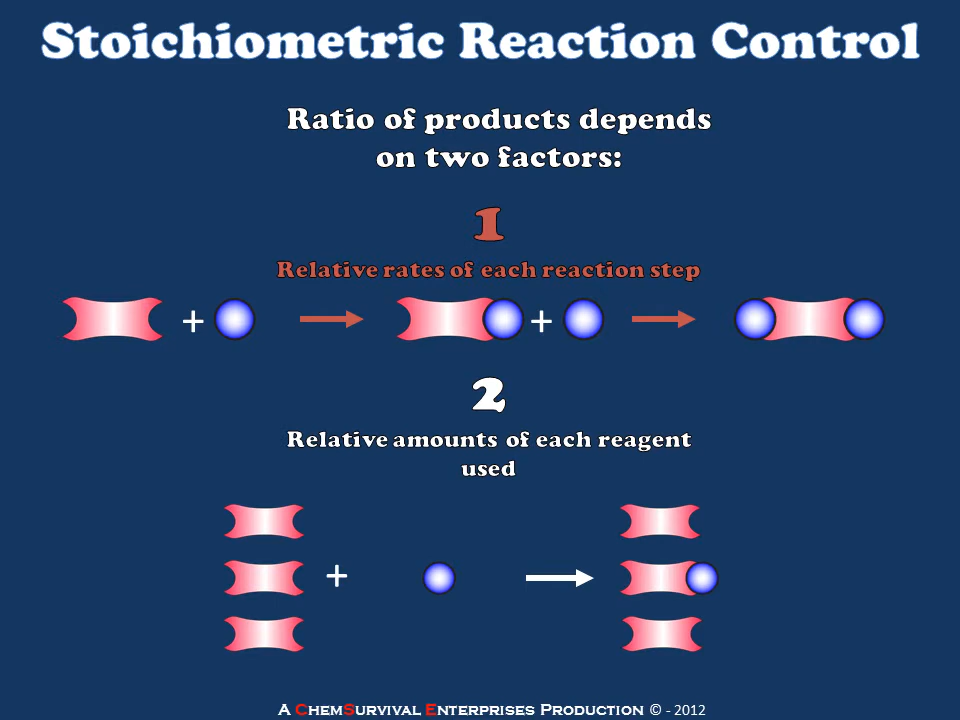 Stoichiometric Reaction Control
Ratio of products depends
on two factors:
1
Relative rates of each reaction step
+ +
2
Relative amounts of each reagent
used
+
A ChemSurvival Enterprises Production © - 2012